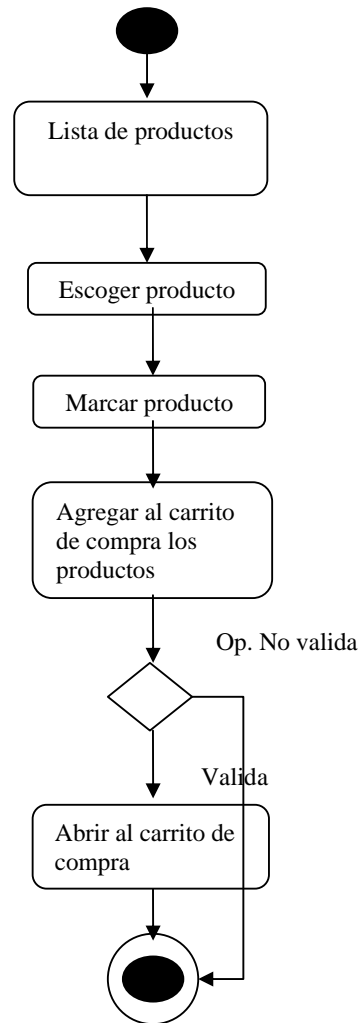 Lista de productos
Escoger producto
Marcar producto
Agregar al carrito
de compra los
productos
Op. No valida
Valida
Abrir al carrito de
compra